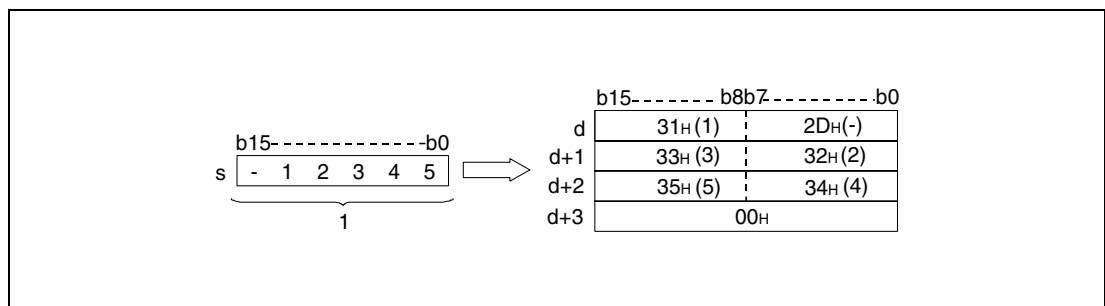 b15-------- b8b7--------b0
d 31H (1) 2DH(-)
b15----------------b0
d+1 33H (3) 32H (2)
s - 1 2 3 4 5
d+2 35H (5) 34H (4)
d+3 00H
1